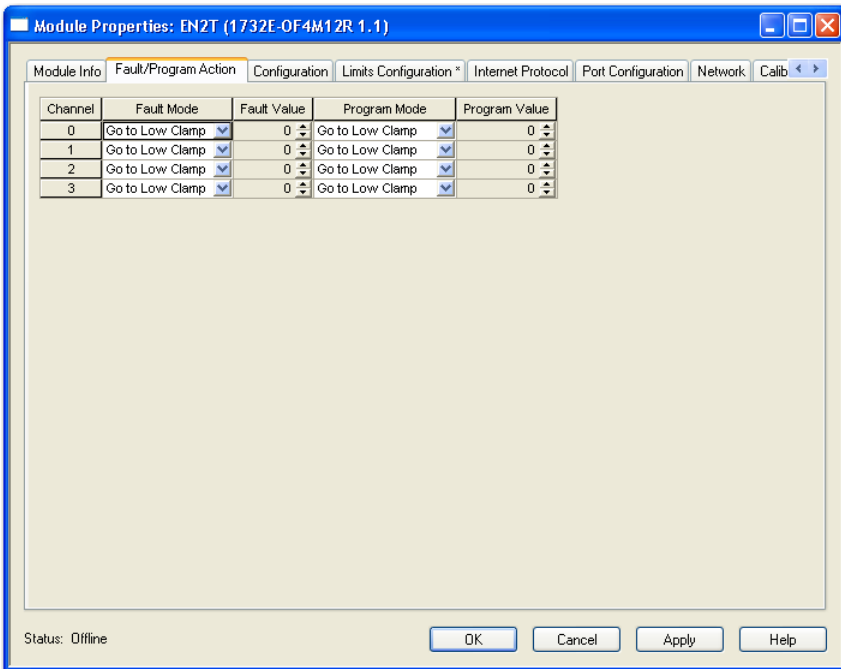 Module Properties: EN2T (1732E-OF4M12R 1.1)
Module Info Fault/Program Action Configuration Limits Configuration * Internet Protocol Port Configuration Network Calib
Channel Fault Mode Fault Value Program Mode Program Value
0 Go to Low Clamp 0 Go to Low Clamp 0
1 Go to Low Clamp 0 Go to Low Clamp 0
2 Go to Low Clamp 0 Go to Low Clamp 0
3 Go to Low Clamp 0 Go to Low Clamp 0
Status: Offline OK Cancel Apply Help